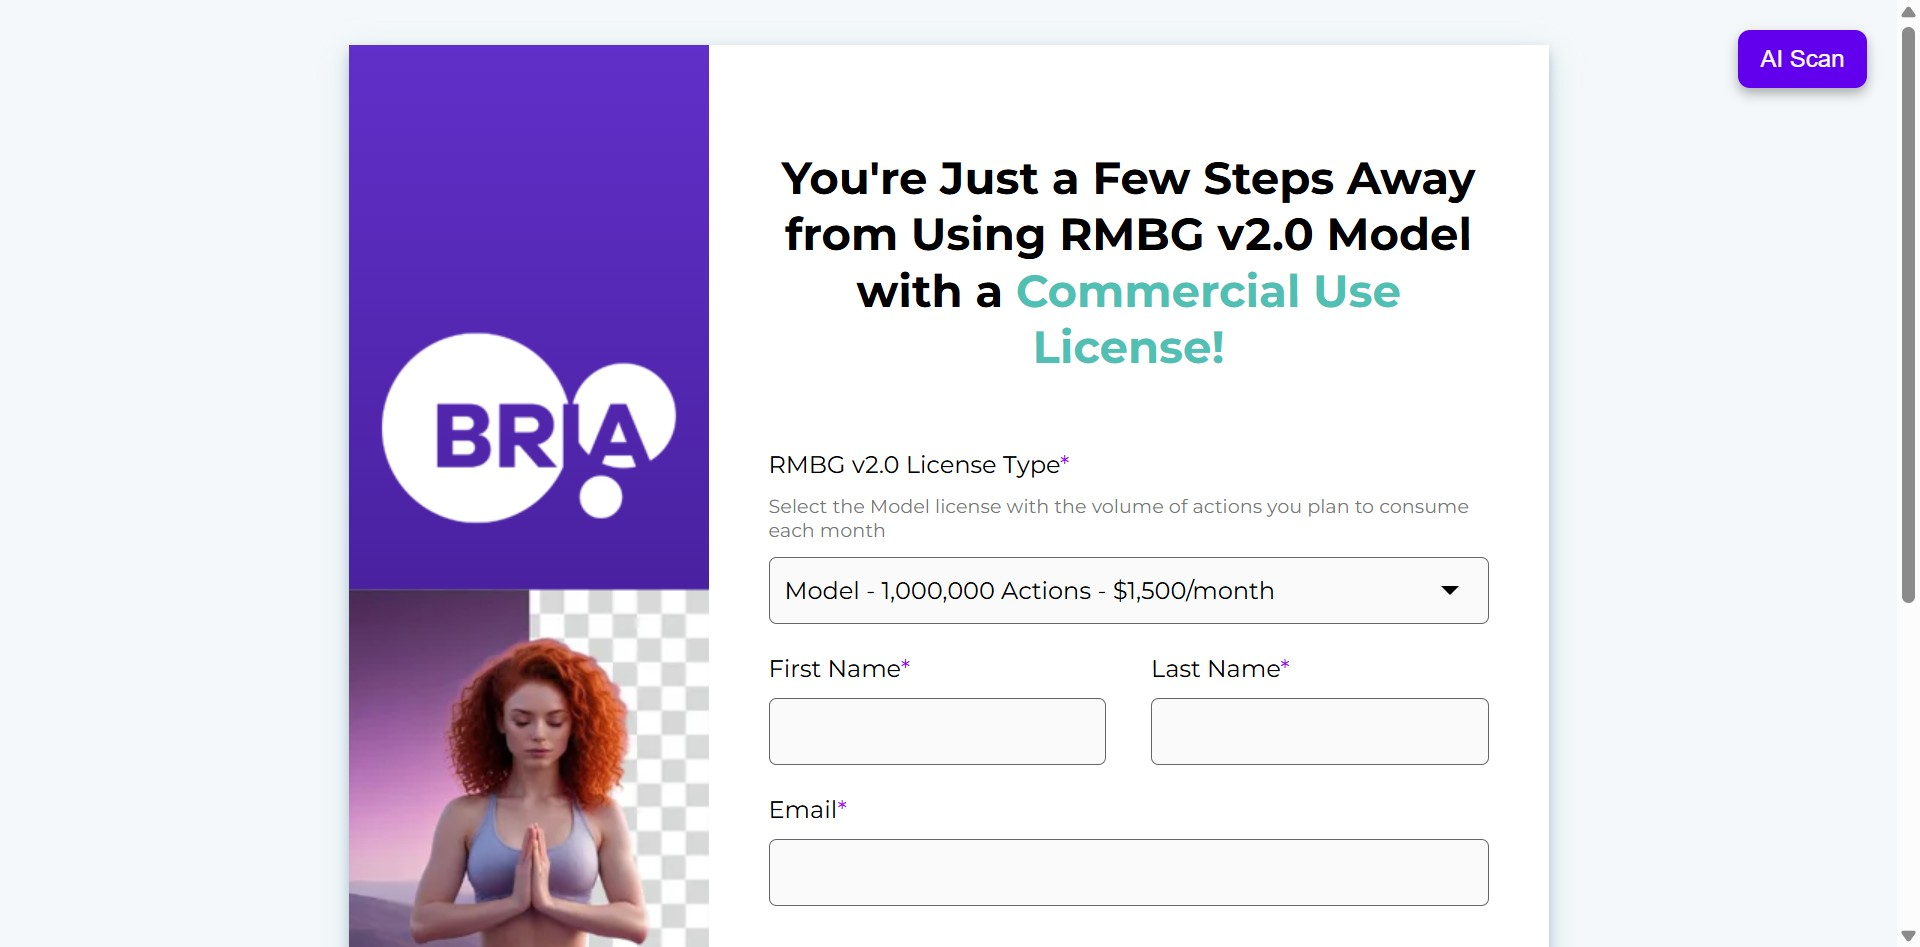 AI Scan
BRIA
You're Just a Few Steps Away
from Using RMBG v2.0 Model
with a Commercial Use
License!
RMBG v2.0 License Type*
Select the Model license with the volume of actions you plan to consume
each month
Model - 1,000,000 Actions - $1,500/month
First Name*
Last Name*
Email*